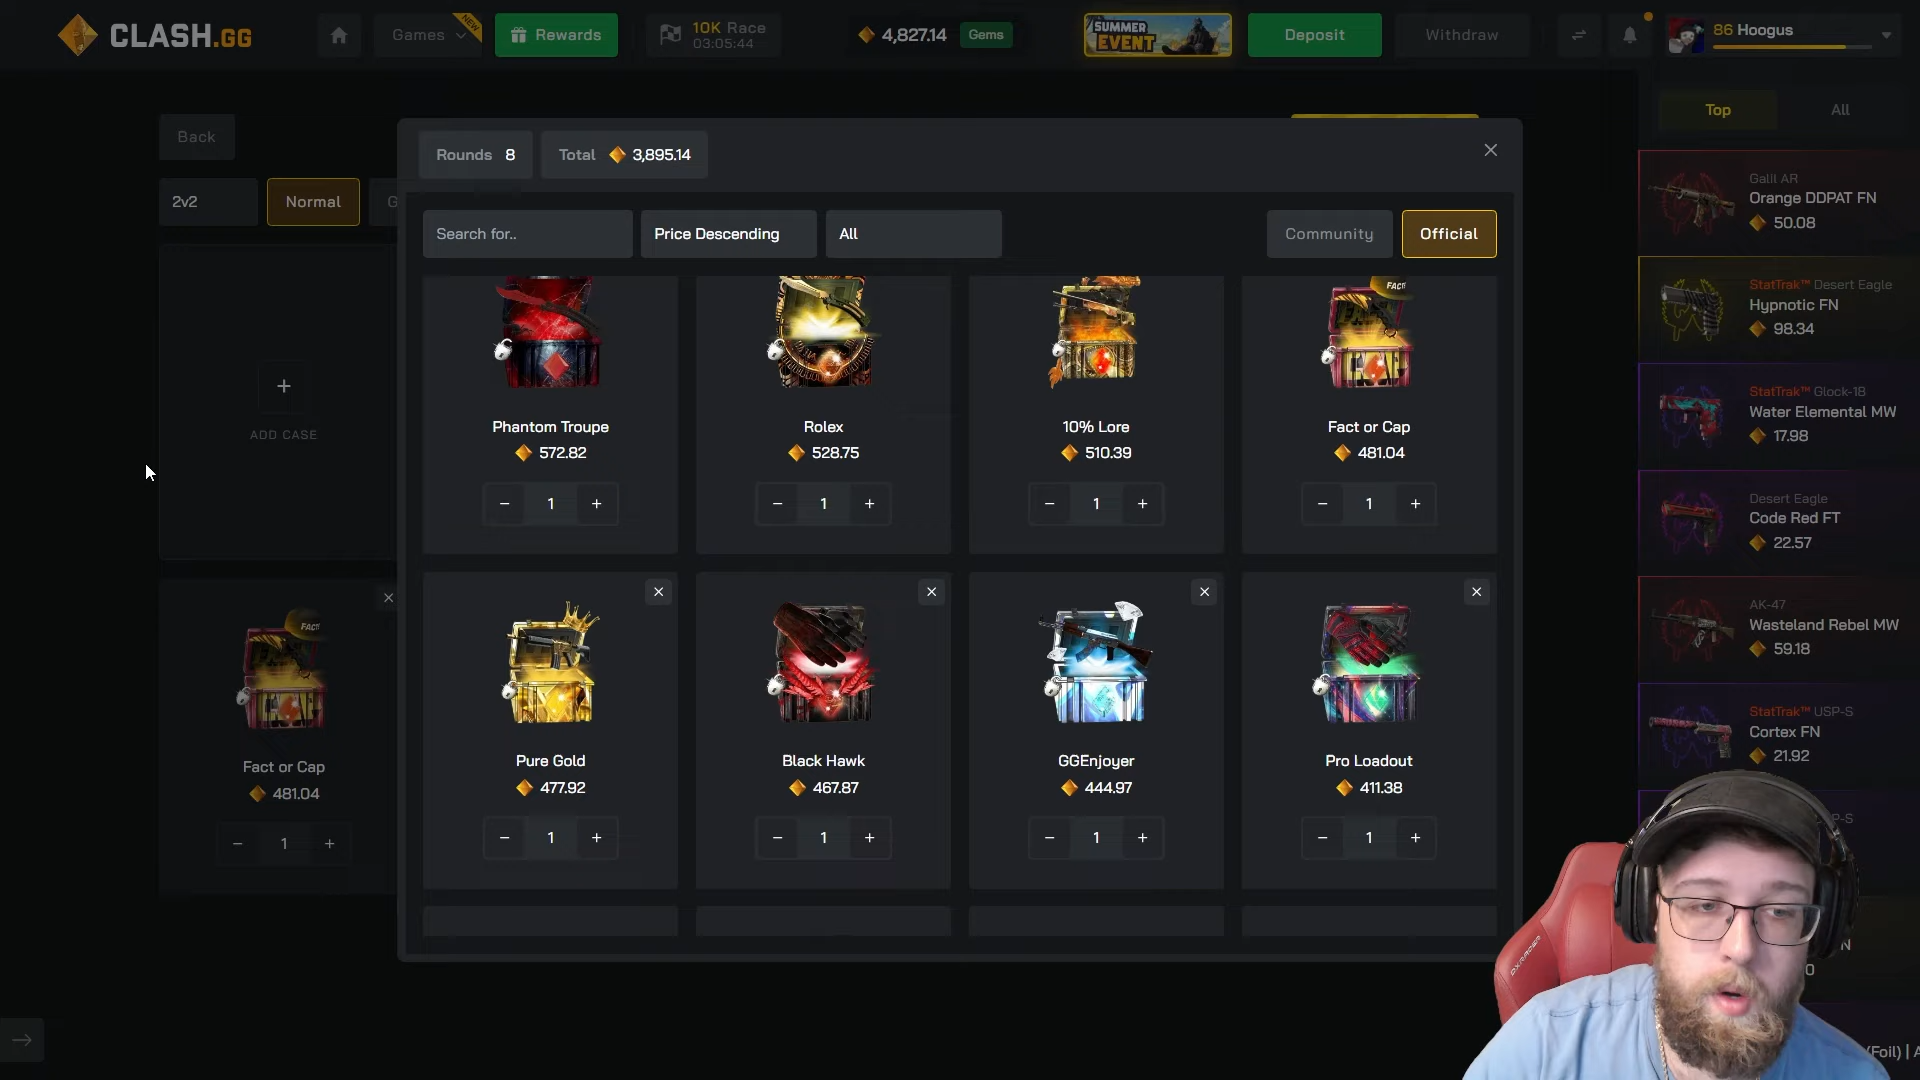 CLASH.GG
Games
NEW
Rewards
10K Race
03:05:44
4,827.14
Gems
SUMMER
EVENT
Deposit
Withdraw
86 Hoogus
Back
2v2
Normal
G
Rounds 8
Total 3,895.14
Search for..
Price Descending
All
Community
Official
ADD CASE
FACT
Fact or Cap
481.04
1
Phantom Troupe
572.82
1
Rolex
528.75
1
10% Lore
510.39
1
FACT
Fact or Cap
481.04
1
Pure Gold
477.92
1
Black Hawk
467.87
1
GGEnjoyer
444.97
1
Pro Loadout
411.38
1
Top
All
Galil AR
Orange DDPAT FN
50.08
StatTrak™ Desert Eagle
Hypnotic FN
98.34
StatTrak™ Glock-18
Water Elemental MW
17.98
Desert Eagle
Code Red FT
22.57
AK-47
Wasteland Rebel MW
59.18
StatTrak™ USP-S
Cortex FN
21.92
P-S
N
0
(Foil) | A
DXRACER